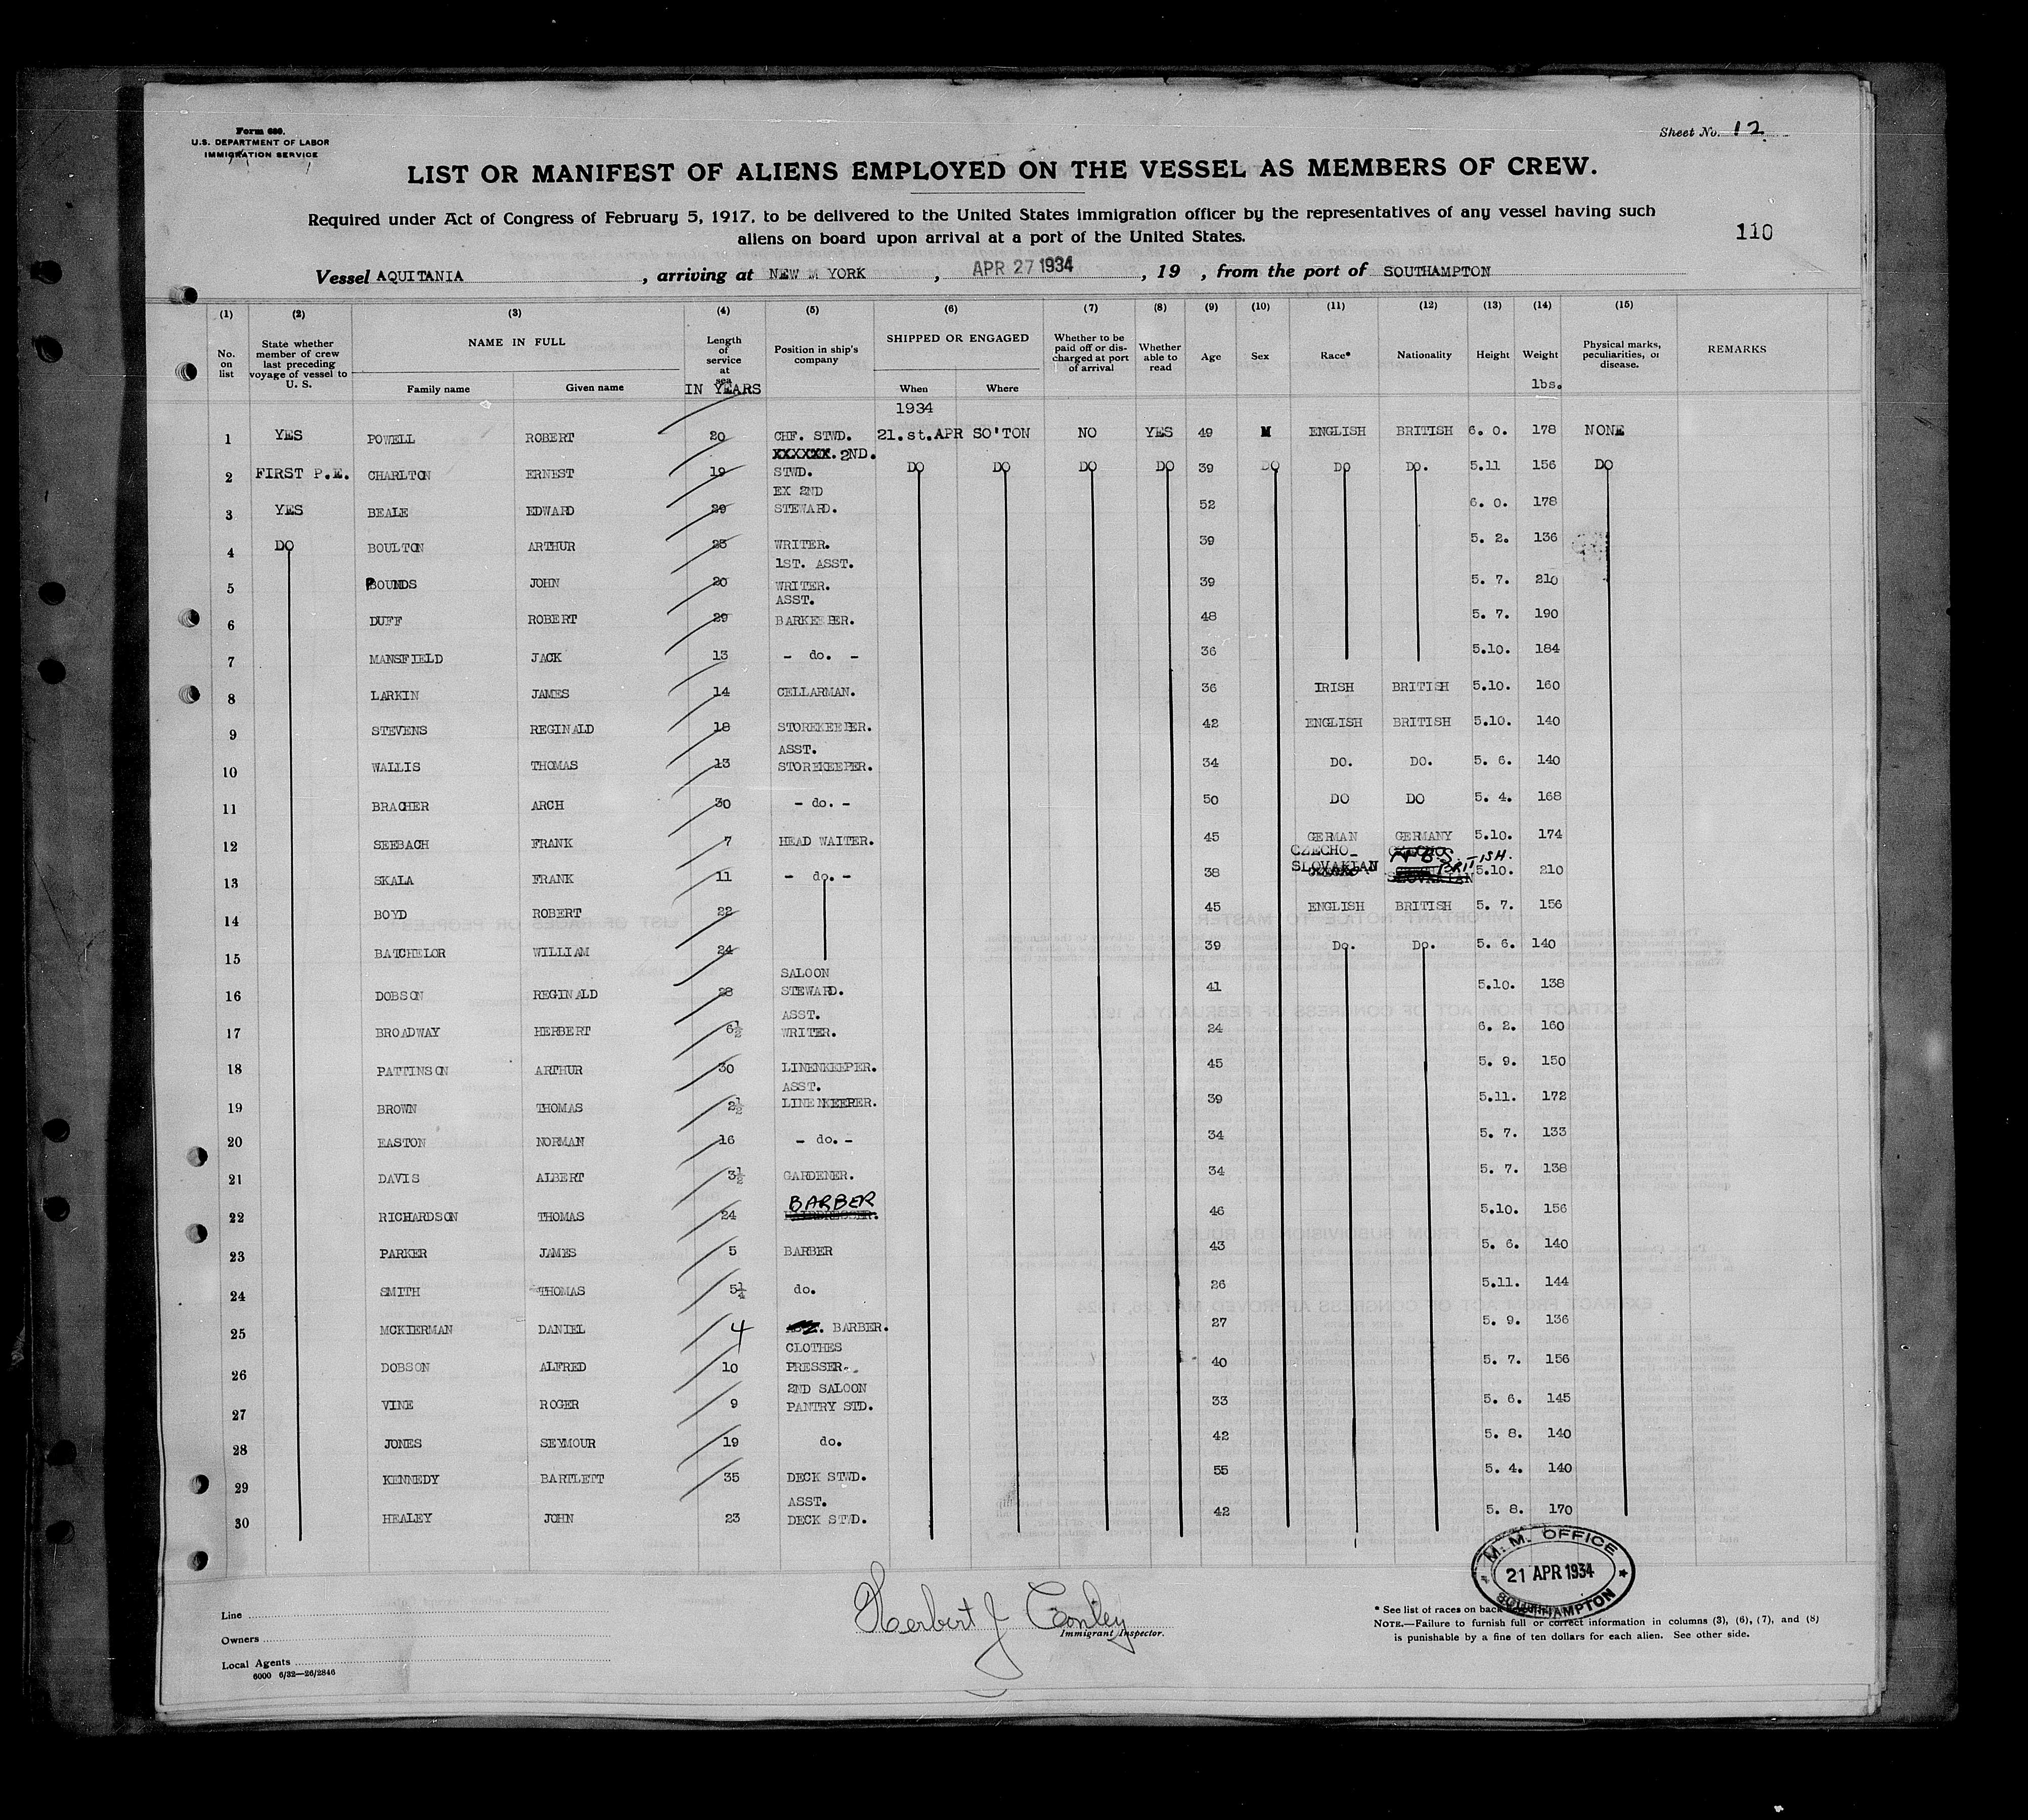 Form 689.
U.S. DEPARTMENT OF LABOR
IMMIGRATION SERVICE
Sheet No. 12
LIST OR MANIFEST OF ALIENS EMPLOYED ON THE VESSEL AS MEMBERS OF CREW.
Required under Act of Congress of February 5, 1917, to be delivered to the United States immigration officer by the representatives of any vessel having such
aliens on board upon arrival at a port of the United States.
110
Vessel AQUITANIA, arriving at NEW YORK, APR 27 1934, 19 , from the port of SOUTHAMPTON
(1) (2) (3) (4) (5) (6) (7) (8) (9) (10) (11) (12) (13) (14) (15)
No. on list State whether member of crew last preceding voyage of vessel to U. S. NAME IN FULL Family name Given name Length of service at sea IN YEARS Position in ship's company SHIPPED OR ENGAGED When Where Whether to be paid off or discharged at port of arrival Whether able to read Age Sex Race* Nationality Height Weight lbs. Physical marks, peculiarities, or disease. REMARKS
1934
1 YES POWELL ROBERT 20 CHF. STWD. 21.st.APR SO'TON NO YES 49 M ENGLISH BRITISH 6. 0. 178 NONE
2 FIRST P.E. CHARLTON ERNEST 19 XXXXXX. 2ND. STWD. DO DO DO DO 39 DO DO DO. 5.11 156 DO
3 YES BEALE EDWARD 29 EX 2ND STEWARD. 52 6. 0. 178
4 DO BOULTON ARTHUR 23 WRITER. 39 5. 2. 136
5 POUNDS JOHN 20 1ST. ASST. WRITER. 39 5. 7. 210
6 DUFF ROBERT 29 ASST. BARKEEPER. 48 5. 7. 190
7 MANSFIELD JACK 13 - do. - 36 5.10. 184
8 LARKIN JAMES 14 CELLARMAN. 36 IRISH BRITISH 5.10. 160
9 STEVENS REGINALD 18 STOREKEEPER. 42 ENGLISH BRITISH 5.10. 140
10 WALLIS THOMAS 13 ASST. STOREKEEPER. 34 DO. DO. 5. 6. 140
11 BRACHER ARCH 30 - do. - 50 DO DO 5. 4. 168
12 SEEBACH FRANK 7 HEAD WAITER. 45 GERMAN GERMANY 5.10. 174
13 SKALA FRANK 11 - do. - 38 CZECHO_ SLOVAKIAN BRITISH. 5.10. 210
14 BOYD ROBERT 22 45 ENGLISH BRITISH 5. 7. 156
15 BATCHELOR WILLIAM 24 39 Do. Do. 5. 6. 140
16 DOBSON REGINALD 28 SALOON STEWARD. 41 5.10. 138
17 BROADWAY HERBERT 6½ ASST. WRITER. 24 6. 2. 160
18 PATTINSON ARTHUR 30 LINENKEEPER. 45 5. 9. 150
19 BROWN THOMAS 2½ ASST. LINENKEEPER. 39 5.11. 172
20 EASTON NORMAN 16 - do. - 34 5. 7. 133
21 DAVIS ALBERT 3½ GARDENER. 34 5. 7. 138
22 RICHARDSON THOMAS 24 BARBER HAIRDRESSER. 46 5.10. 156
23 PARKER JAMES 5 BARBER 43 5. 6. 140
24 SMITH THOMAS 5¼ do. 26 5.11. 144
25 MCKIERMAN DANIEL 4 BARBER. 27 5. 9. 136
26 DOBSON ALFRED 10 CLOTHES PRESSER. 40 5. 7. 156
27 VINE ROGER 9 2ND SALOON PANTRY STD. 33 5. 6. 145
28 JONES SEYMOUR 19 do. 42 5. 8. 140
29 KENNEDY BARTLETT 35 DECK STWD. 55 5. 4. 140
30 HEALEY JOHN 23 ASST. DECK STWD. 42 5. 8. 170
M. M. OFFICE
21 APR 1934
SOUTHAMPTON
Line
Owners
Local Agents
6000 6/32—26/2846
Herbert J Conley
Immigrant Inspector.
* See list of races on back
NOTE.—Failure to furnish full or correct information in columns (3), (6), (7), and (8)
is punishable by a fine of ten dollars for each alien. See other side.